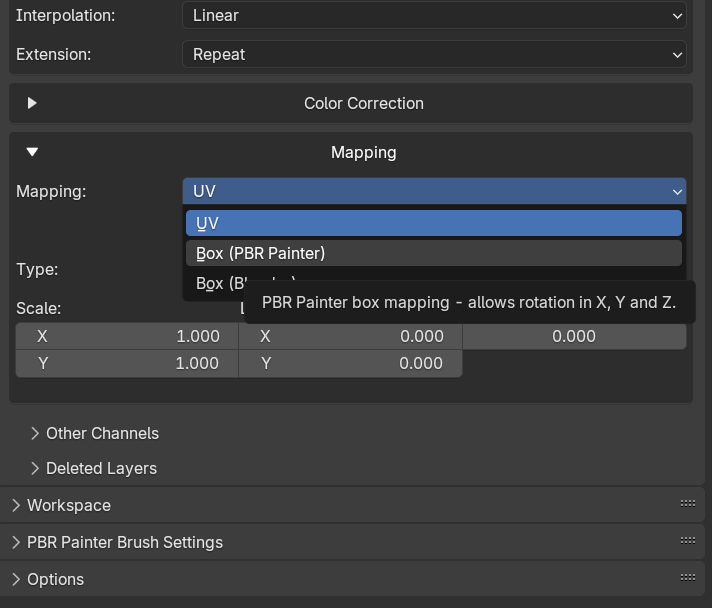 Interpolation: Linear
Extension: Repeat
Color Correction
Mapping
Mapping: UV
UV
Box (PBR Painter)
Type: Box
PBR Painter box mapping - allows rotation in X, Y and Z.
Scale:
X 1.000 X 0.000 0.000
Y 1.000 Y 0.000
Other Channels
Deleted Layers
Workspace
PBR Painter Brush Settings
Options